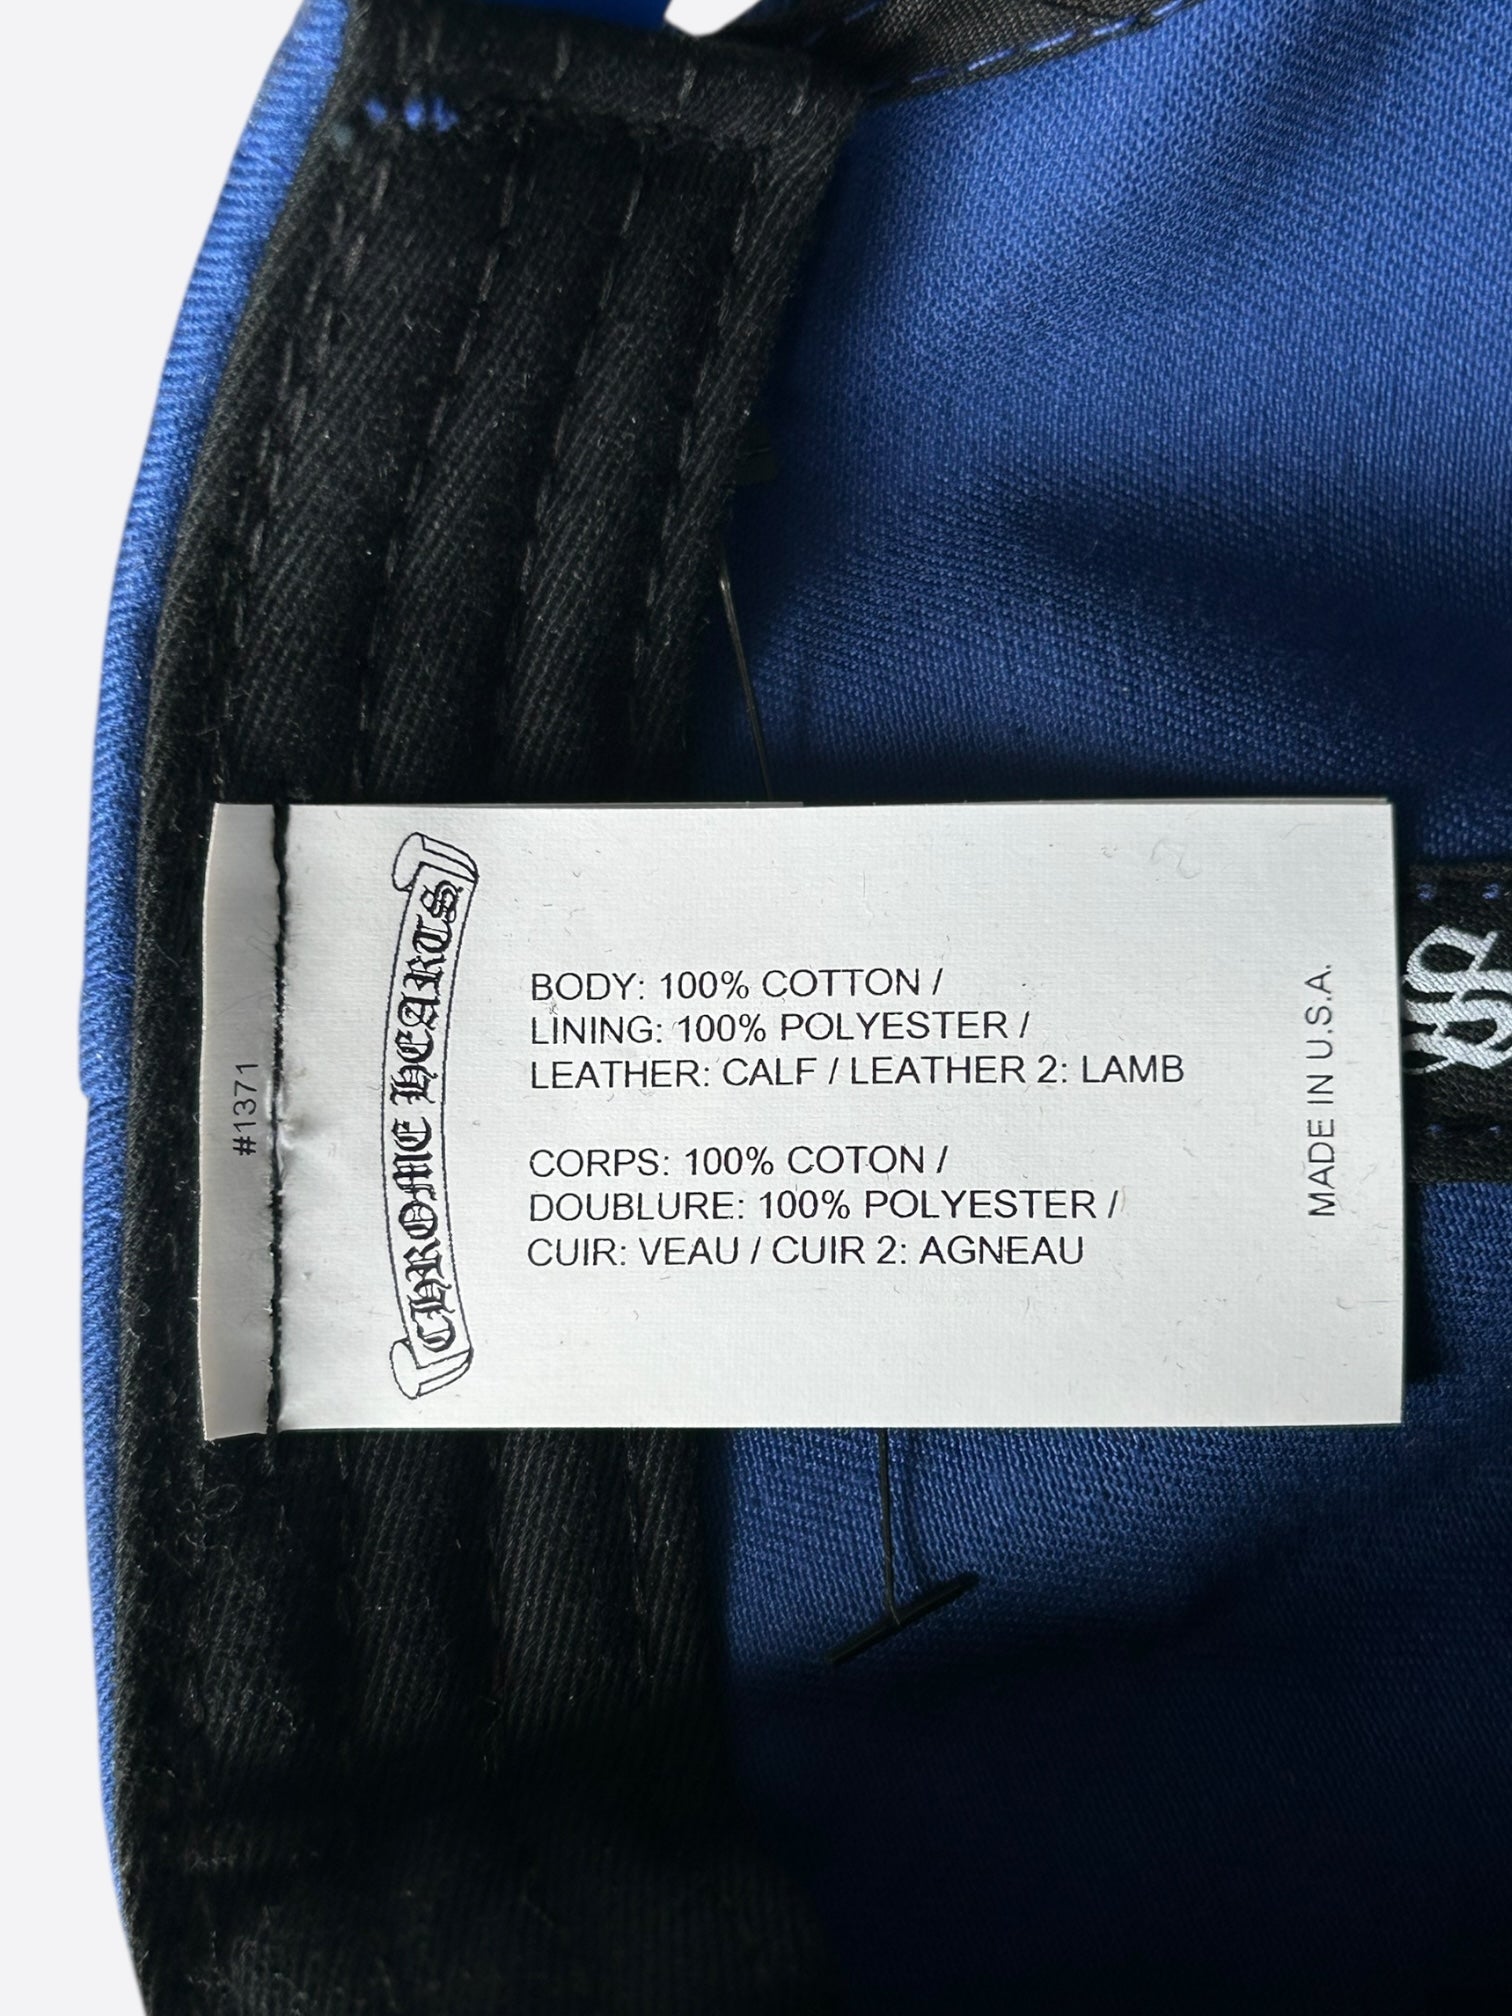 #1371
CHROME HEARTS
BODY: 100% COTTON /
LINING: 100% POLYESTER /
LEATHER: CALF / LEATHER 2: LAMB
CORPS: 100% COTON /
DOUBLURE: 100% POLYESTER /
CUIR: VEAU / CUIR 2: AGNEAU
MADE IN U.S.A.